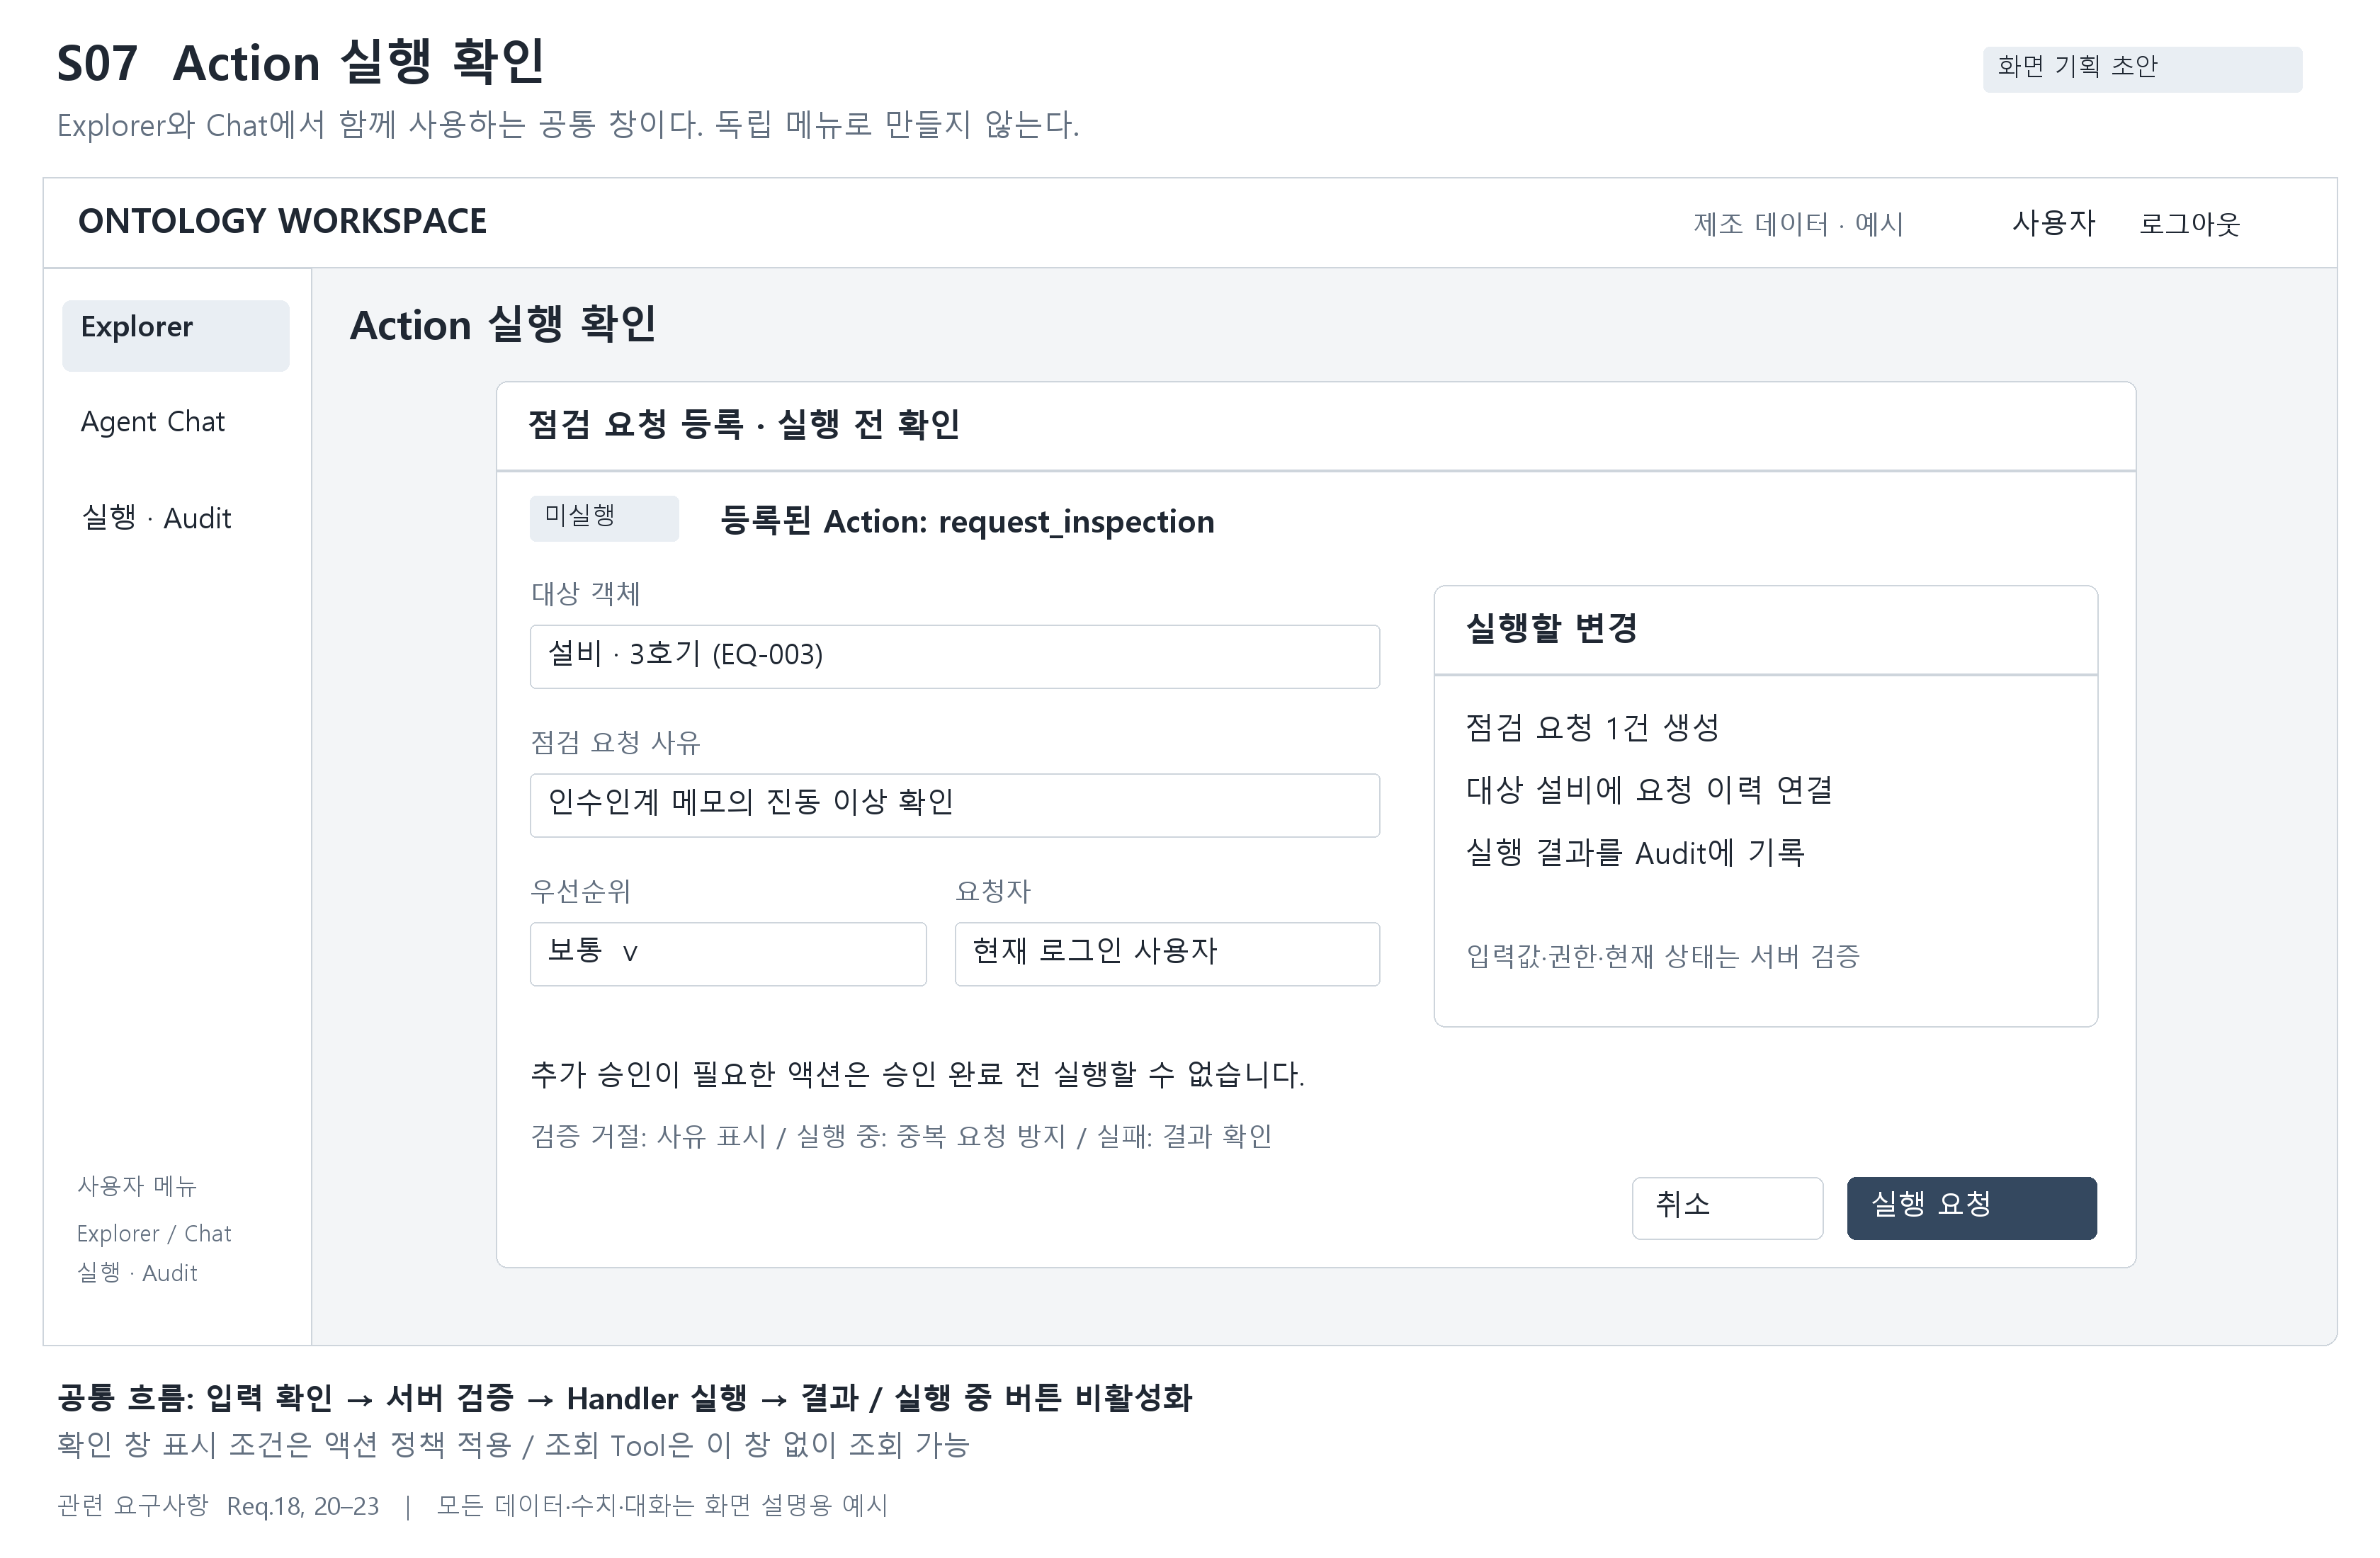 S07 Action 실행 확인
화면 기획 초안
Explorer와 Chat에서 함께 사용하는 공통 창이다. 독립 메뉴로 만들지 않는다.
ONTOLOGY WORKSPACE
제조 데이터 · 예시
사용자
로그아웃
Explorer
Agent Chat
실행 · Audit
사용자 메뉴
Explorer / Chat
실행 · Audit
Action 실행 확인
점검 요청 등록 · 실행 전 확인
미실행
등록된 Action: request_inspection
대상 객체
설비 · 3호기 (EQ-003)
점검 요청 사유
인수인계 메모의 진동 이상 확인
우선순위
보통 v
요청자
현재 로그인 사용자
실행할 변경
점검 요청 1건 생성
대상 설비에 요청 이력 연결
실행 결과를 Audit에 기록
입력값·권한·현재 상태는 서버 검증
추가 승인이 필요한 액션은 승인 완료 전 실행할 수 없습니다.
검증 거절: 사유 표시 / 실행 중: 중복 요청 방지 / 실패: 결과 확인
취소
실행 요청
공통 흐름: 입력 확인 → 서버 검증 → Handler 실행 → 결과 / 실행 중 버튼 비활성화
확인 창 표시 조건은 액션 정책 적용 / 조회 Tool은 이 창 없이 조회 가능
관련 요구사항 Req.18, 20–23 | 모든 데이터·수치·대화는 화면 설명용 예시